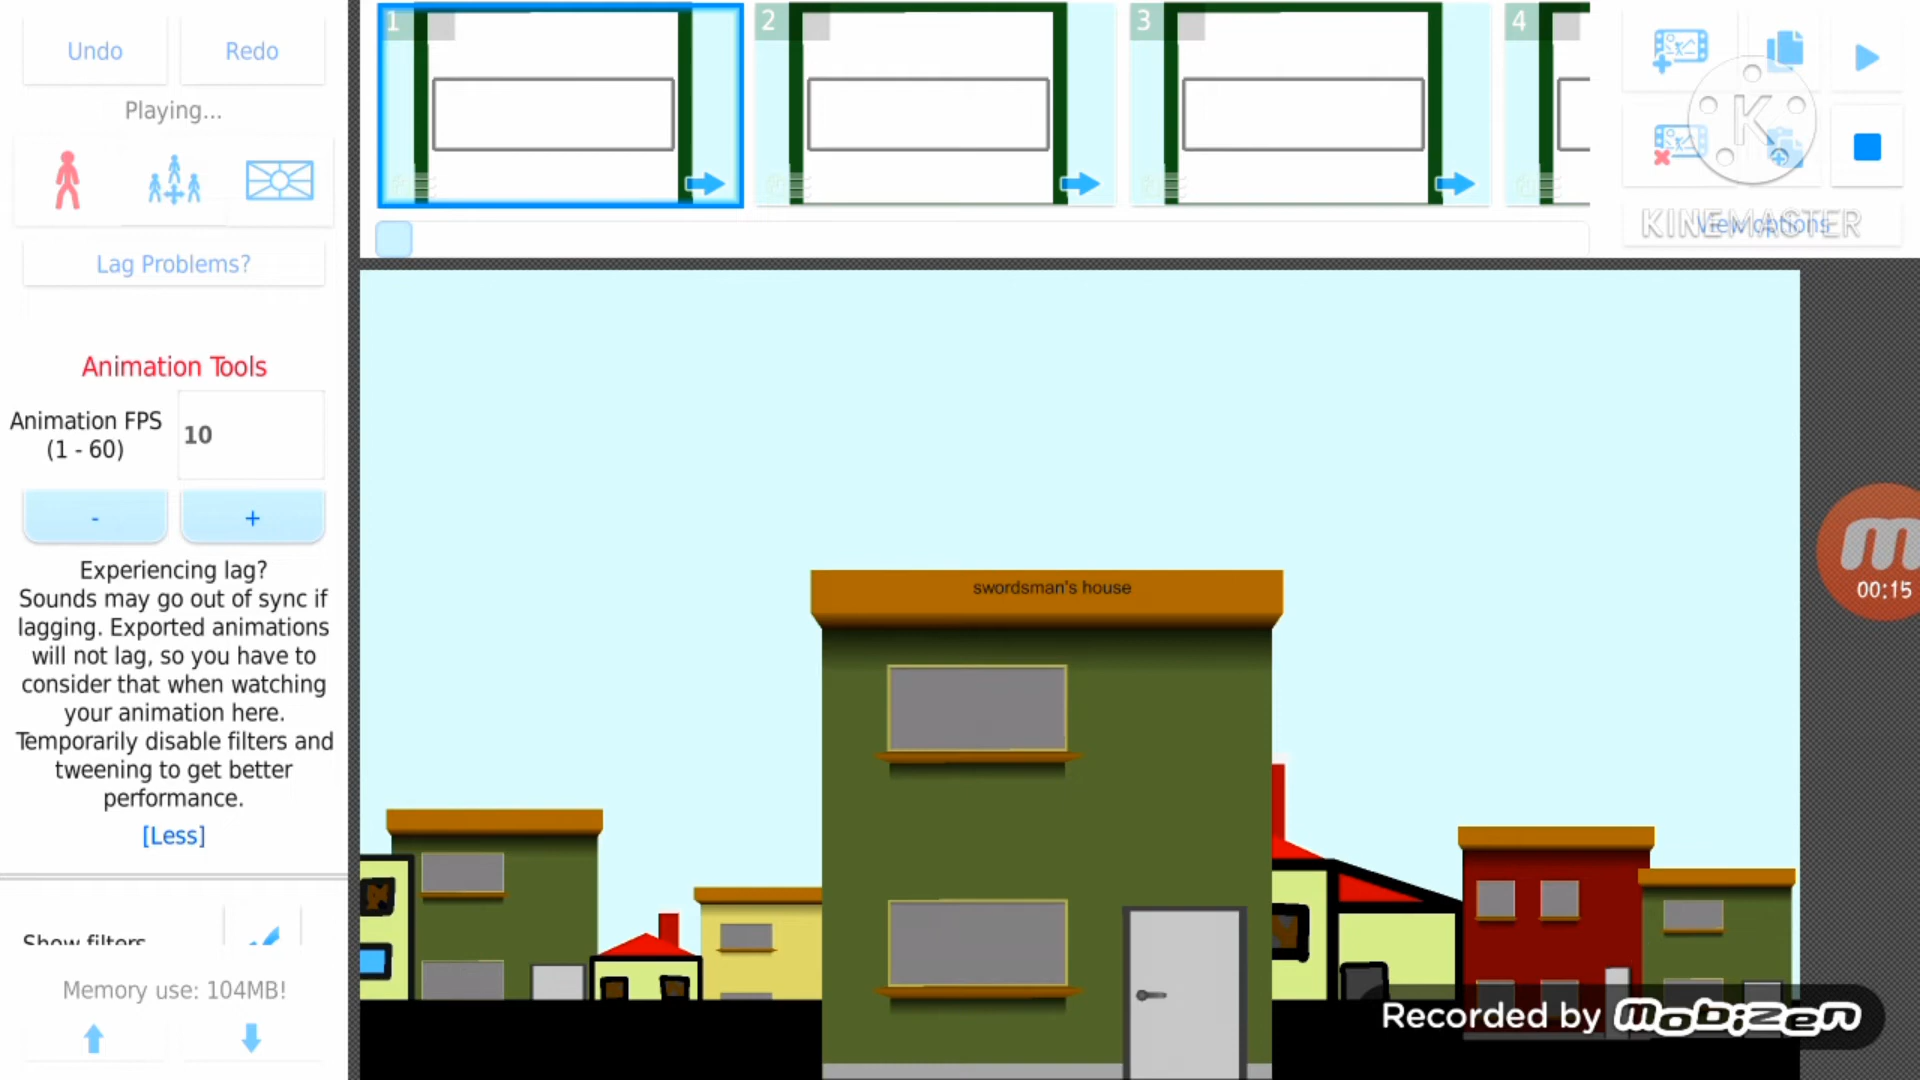 Undo
Redo
Playing...
Lag Problems?
Animation Tools
Animation FPS
(1 - 60)
10
-
+
Experiencing lag?
Sounds may go out of sync if
lagging. Exported animations
will not lag, so you have to
consider that when watching
your animation here.
Temporarily disable filters and
tweening to get better
performance.
[Less]
Show filters
Memory use: 104MB!
1
2
3
4
K
KINEMASTER
View options
swordsman's house
m
00:15
Recorded by mobizen